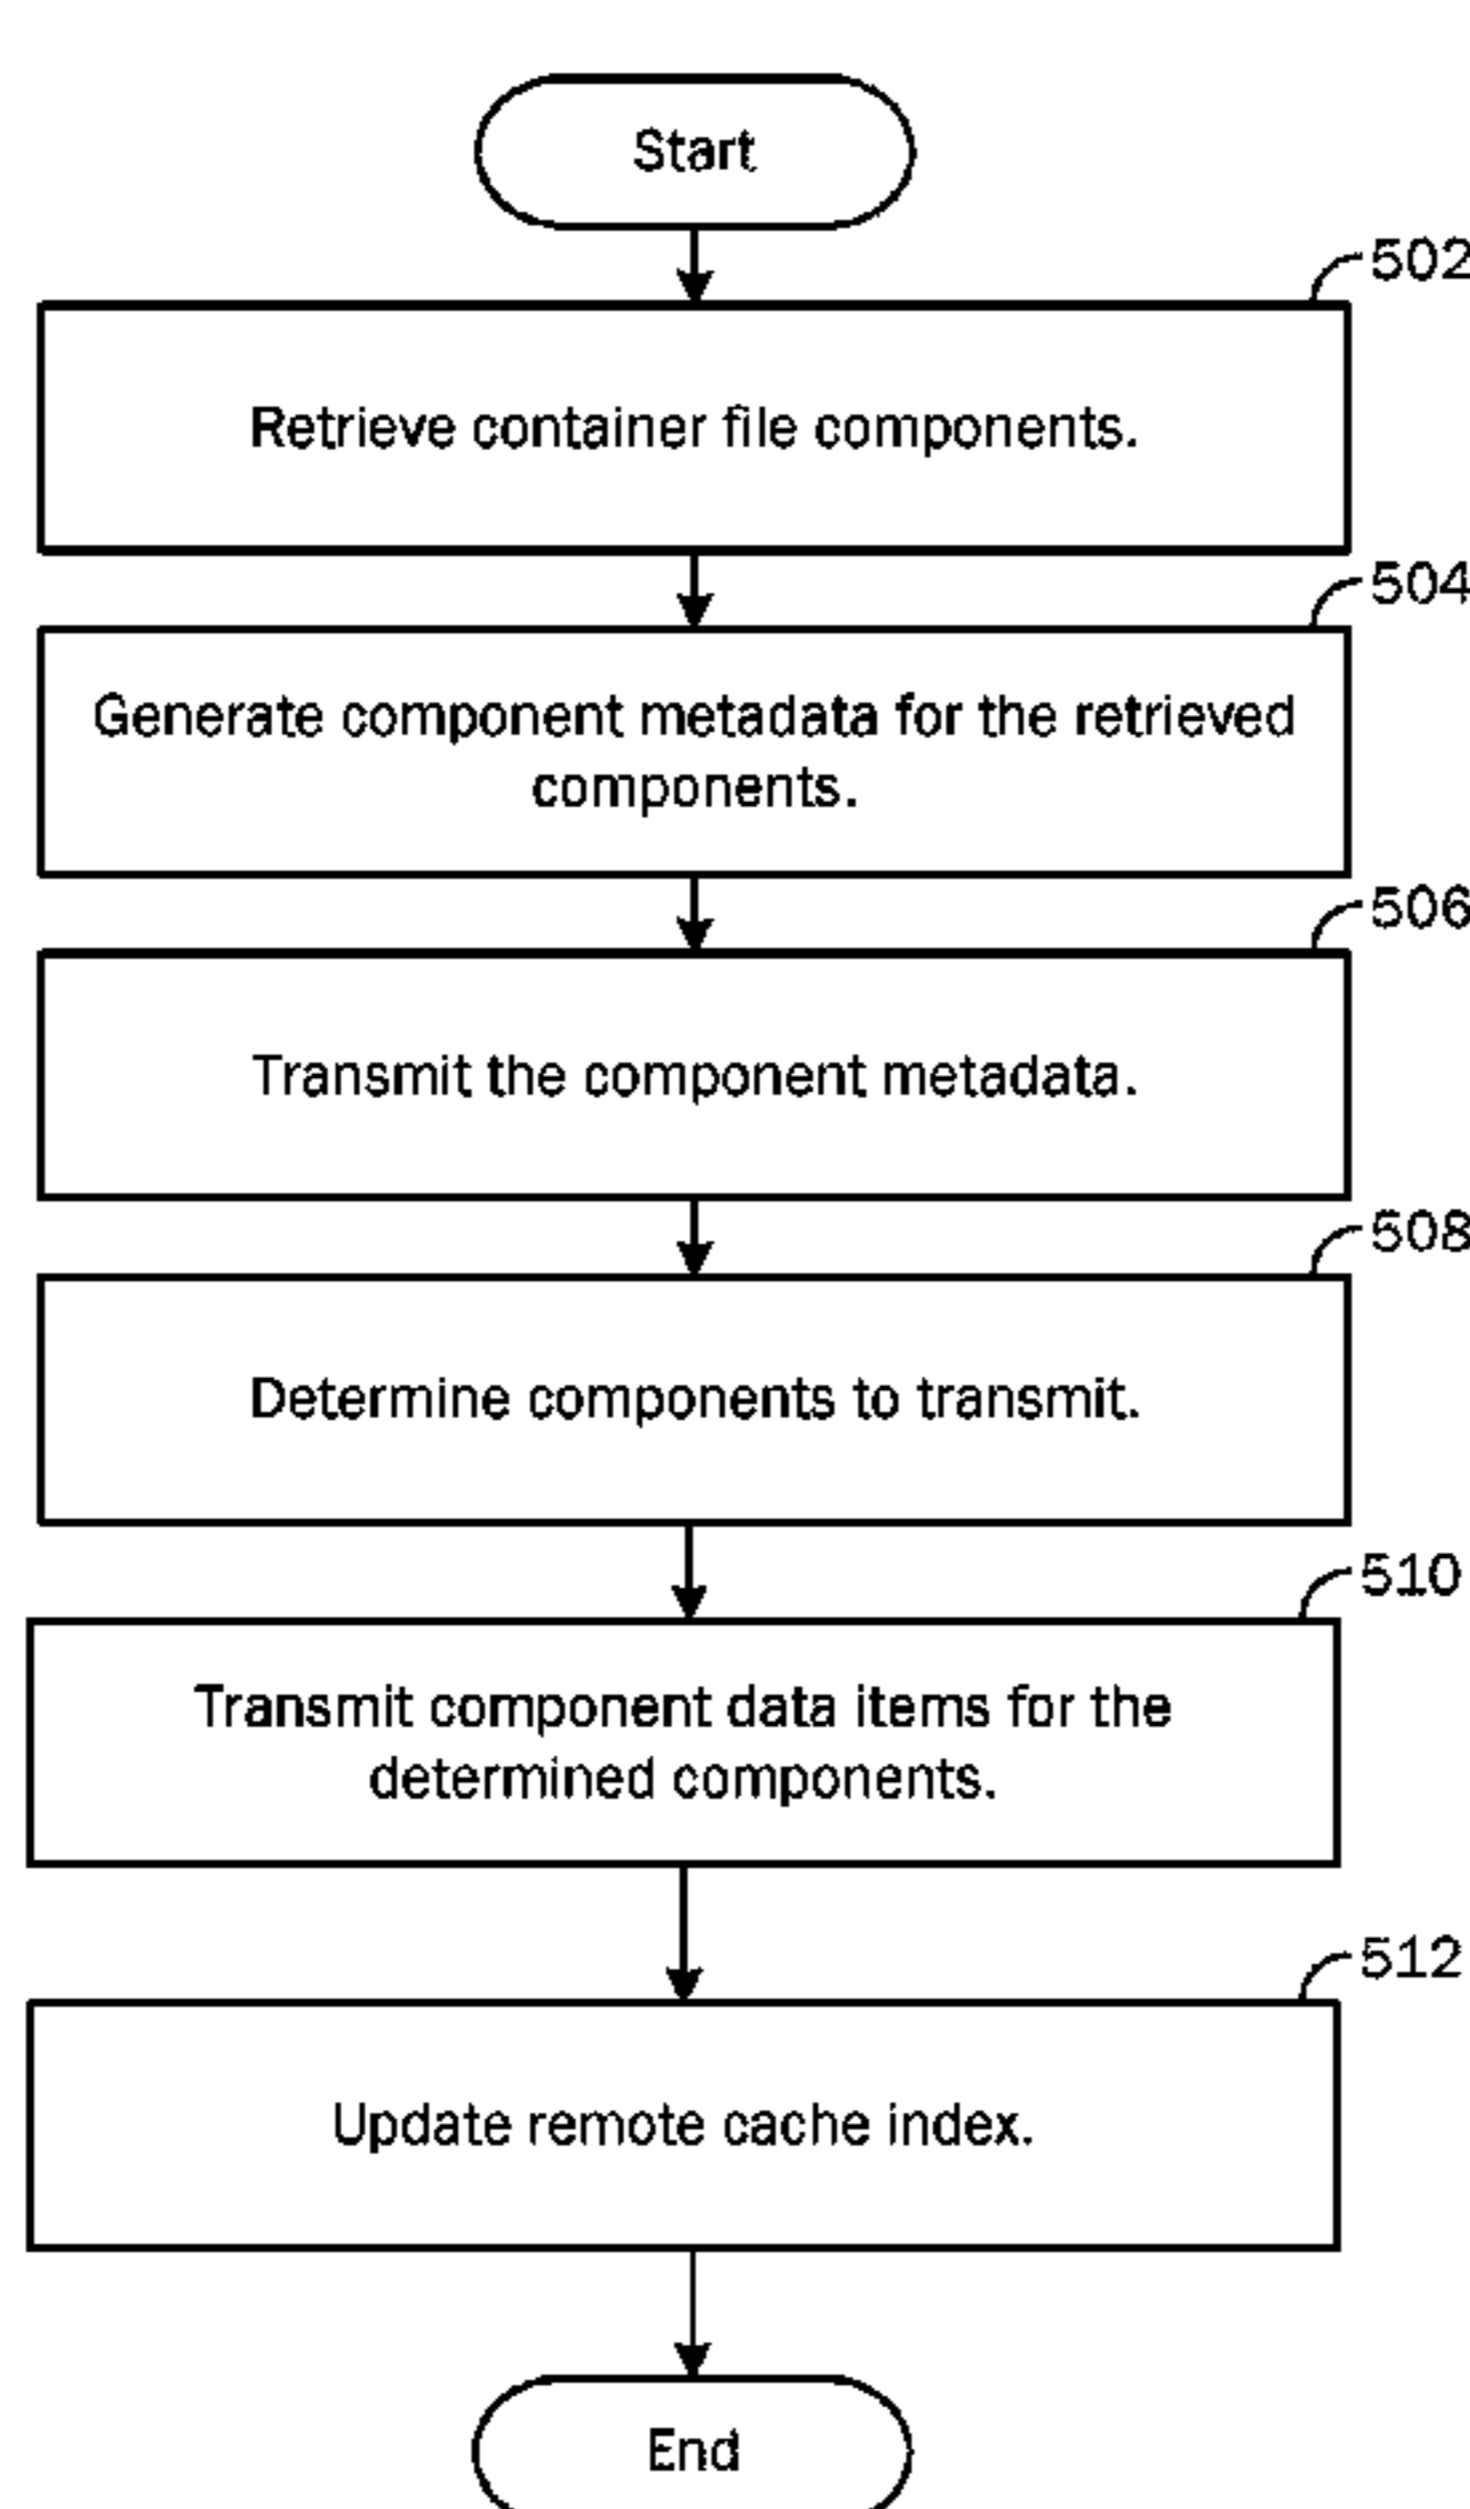 Start
502
Retrieve container file components.
504
Generate component metadata for the retrieved
components.
506
Transmit the component metadata.
508
Determine components to transmit.
510
Transmit component data items for the
determined components.
512
Update remote cache index.
End